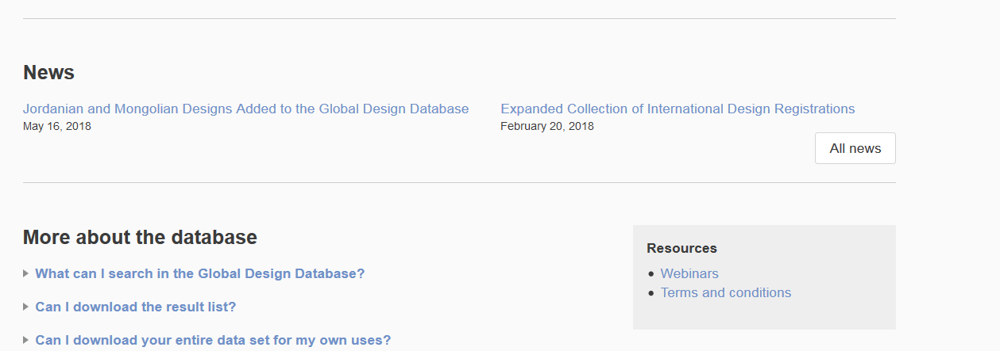 News
Jordanian and Mongolian Designs Added to the Global Design Database
May 16, 2018
Expanded Collection of International Design Registrations
February 20, 2018
All news
More about the database
What can I search in the Global Design Database?
Can I download the result list?
Can I download your entire data set for my own uses?
Resources
Webinars
Terms and conditions